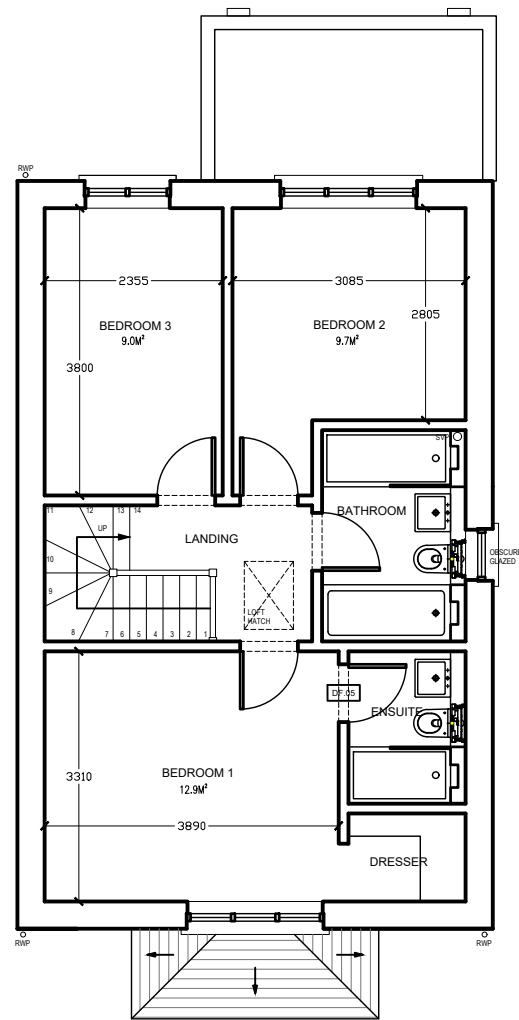 RWP
2355
3085
2805
BEDROOM 3
9.0M²
BEDROOM 2
9.7M²
3800
SVP
11
12
13
14
UP
LANDING
BATHROOM
10
OBSCURE
GLAZED
9
LOFT
HATCH
8
7
6
5
4
3
2
1
DF.05
ENSUITE
BEDROOM 1
12.9M²
3310
3890
DRESSER
RWP
RWP